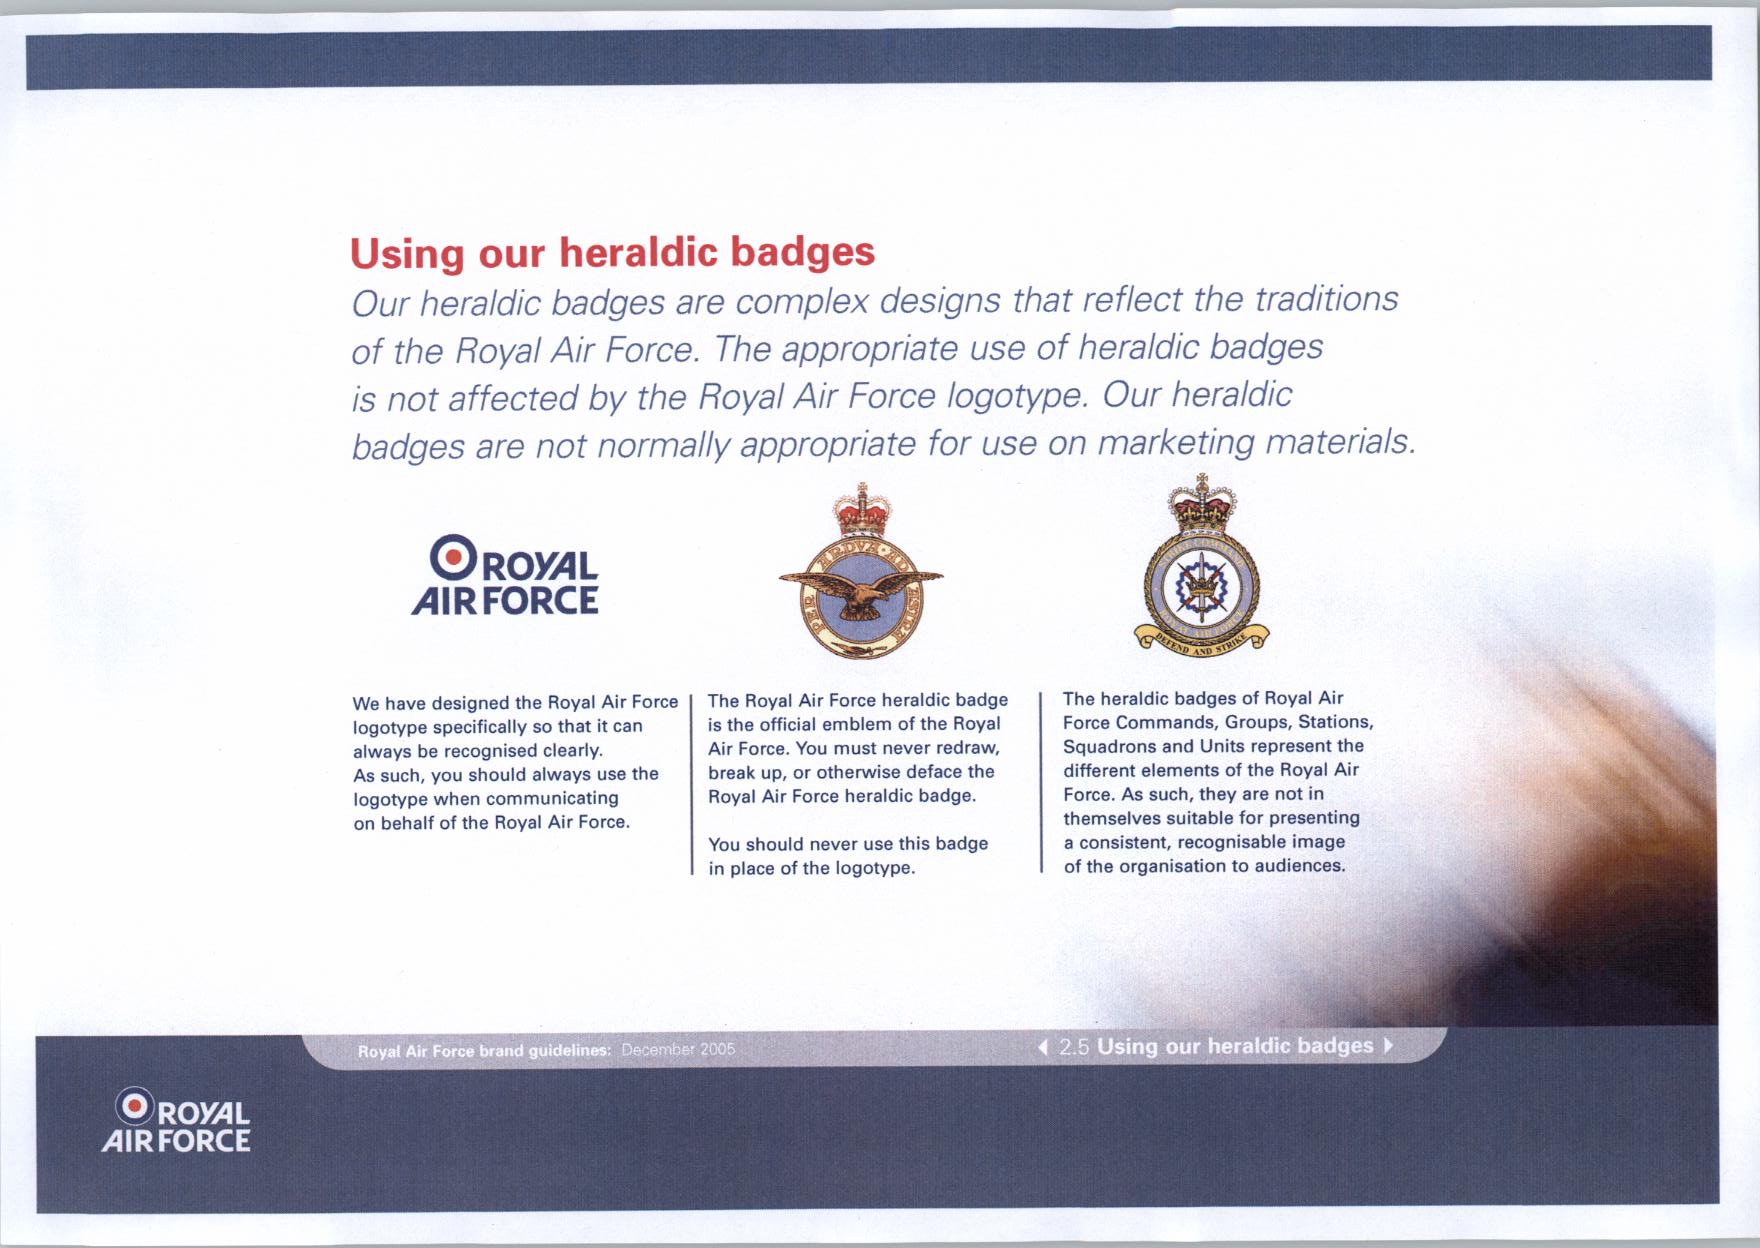 Using our heraldic badges
Our heraldic badges are complex designs that reflect the traditions
of the Royal Air Force. The appropriate use of heraldic badges
is not affected by the Royal Air Force logotype. Our heraldic
badges are not normally appropriate for use on marketing materials.
ROYAL
AIR FORCE
PER ARDVA AD ASTRA
ROYAL AIR FORCE
DEFEND AND STRIKE
We have designed the Royal Air Force
logotype specifically so that it can
always be recognised clearly.
As such, you should always use the
logotype when communicating
on behalf of the Royal Air Force.
The Royal Air Force heraldic badge
is the official emblem of the Royal
Air Force. You must never redraw,
break up, or otherwise deface the
Royal Air Force heraldic badge.
You should never use this badge
in place of the logotype.
The heraldic badges of Royal Air
Force Commands, Groups, Stations,
Squadrons and Units represent the
different elements of the Royal Air
Force. As such, they are not in
themselves suitable for presenting
a consistent, recognisable image
of the organisation to audiences.
Royal Air Force brand guidelines: December 2005
2.5 Using our heraldic badges
ROYAL
AIR FORCE